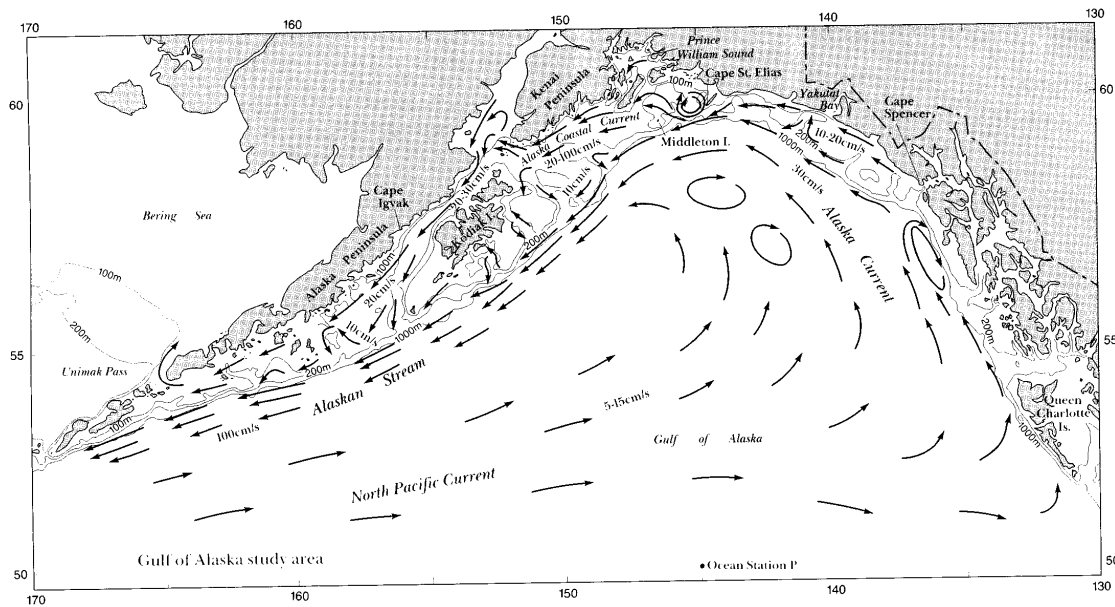 170
160
150
140
130
Prince
William Sound
Cape St. Elias
100m
Kenai
Peninsula
60
60
Yakutat
Bay
Cape
Spencer
Alaska Coastal Current
20-100cm/s
Middleton I.
200m
10-20cm/s
1000m
30cm/s
10cm/s
Cape
Igvak
Bering Sea
Kodiak I.
200m
Alaska
Current
Alaska Peninsula
100m
20cm/s
100m
200m
10cm/s
1000m
200m
55
55
Unimak Pass
200m
Alaskan Stream
100m
100cm/s
5-15cm/s
Queen
Charlotte
Is.
1000m
Gulf of Alaska
North Pacific Current
Gulf of Alaska study area
Ocean Station P
50
50
170
160
150
140
130